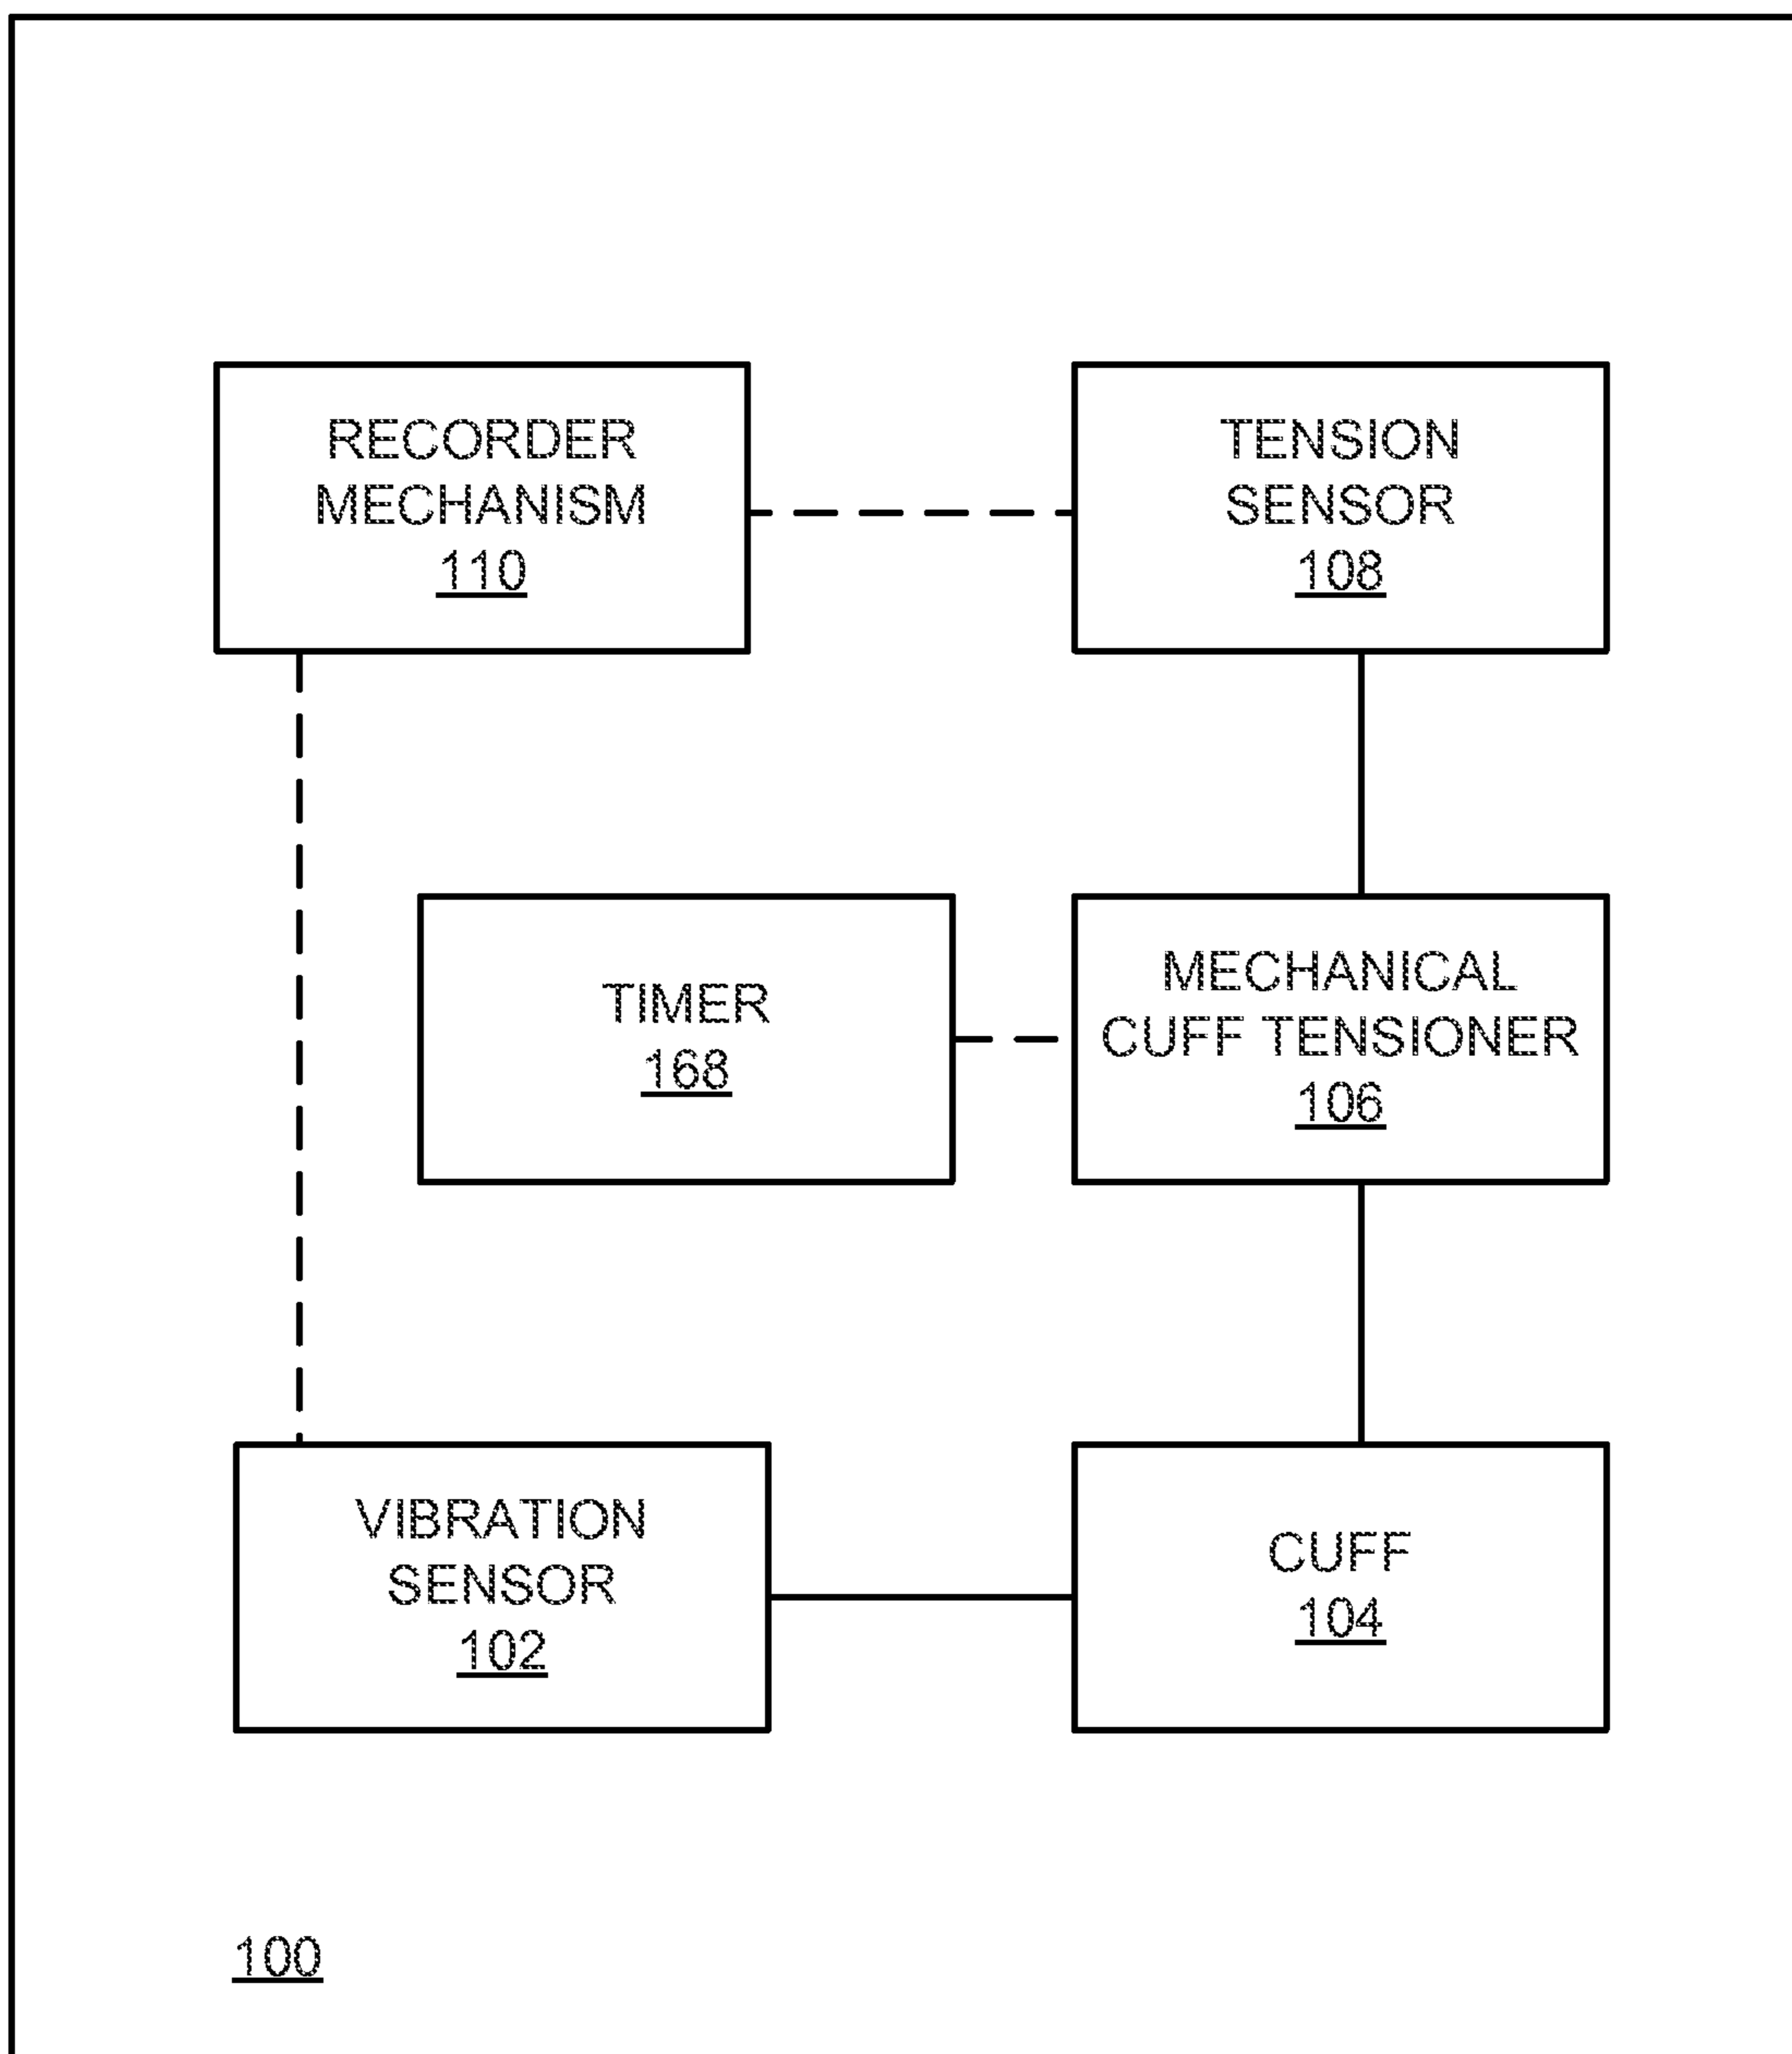 RECORDER
MECHANISM
110
TENSION
SENSOR
108
TIMER
168
MECHANICAL
CUFF TENSIONER
106
VIBRATION
SENSOR
102
CUFF
104
100